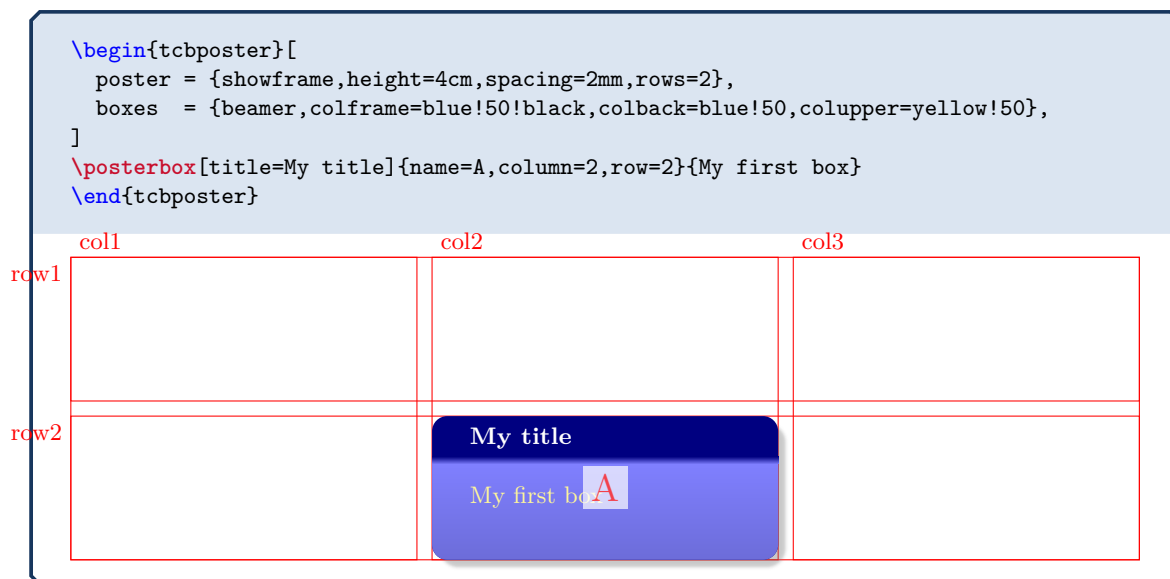 \begin{tcbposter}[
  poster = {showframe,height=4cm,spacing=2mm,rows=2},
  boxes  = {beamer,colframe=blue!50!black,colback=blue!50,colupper=yellow!50},
]
\posterbox[title=My title]{name=A,column=2,row=2}{My first box}
\end{tcbposter}
col1 col2 col3
row1
row2 My title
My first box A